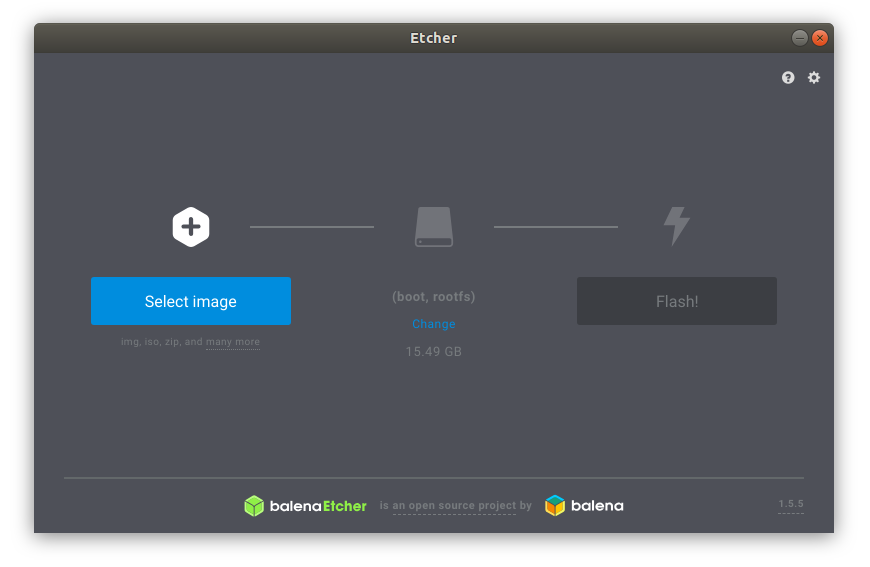 Etcher
Select image
img, iso, zip, and many more
(boot, rootfs)
Change
15.49 GB
Flash!
balenaEtcher is an open source project by balena
1.5.5